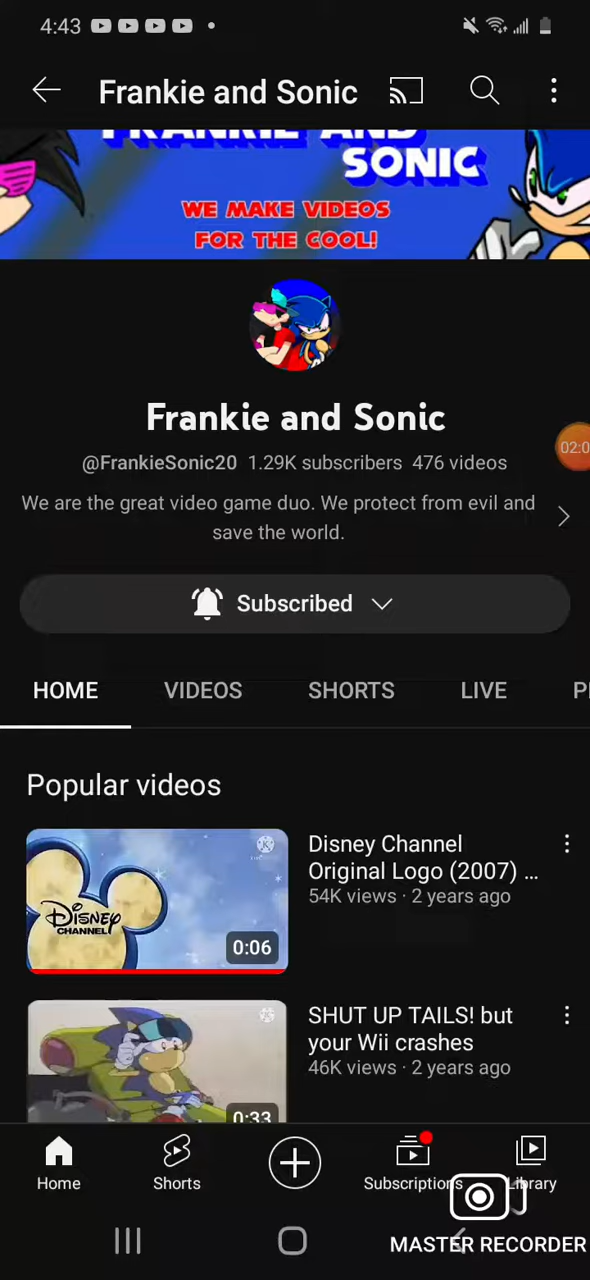 4:43
Frankie and Sonic
FRANKIE AND
SONIC
WE MAKE VIDEOS
FOR THE COOL!
Frankie and Sonic
@FrankieSonic20 1.29K subscribers 476 videos
We are the great video game duo. We protect from evil and
save the world.
02:0
Subscribed
HOME VIDEOS SHORTS LIVE
Popular videos
Disney CHANNEL
0:06
Disney Channel
Original Logo (2007) ...
54K views · 2 years ago
0:33
SHUT UP TAILS! but
your Wii crashes
46K views · 2 years ago
Home Shorts Subscriptions Library
MASTER RECORDER